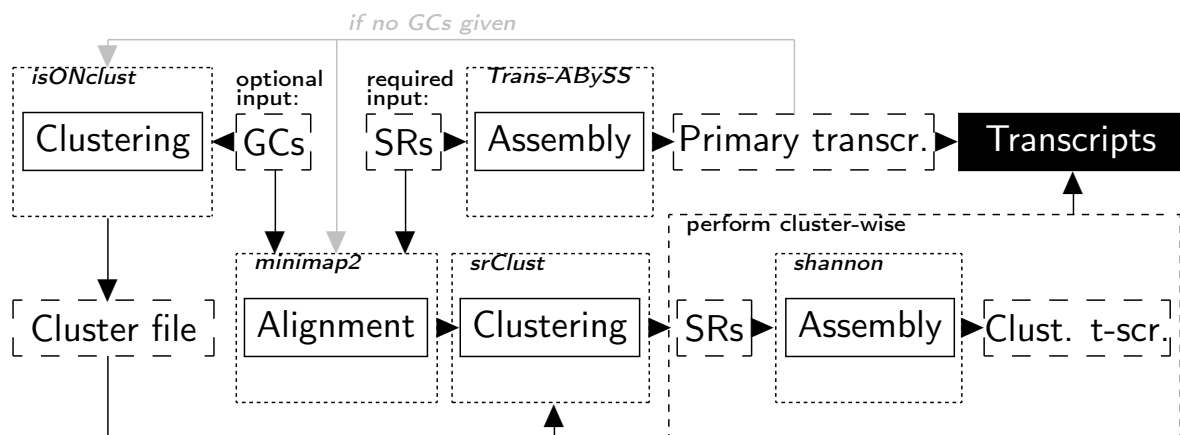 if no GCs given
isONclust
optional
input:
required
input:
Trans-ABySS
Clustering
GCs
SRs
Assembly
Primary transcr.
Transcripts
perform cluster-wise
minimap2
srClust
shannon
Cluster file
Alignment
Clustering
SRs
Assembly
Clust. t-scr.